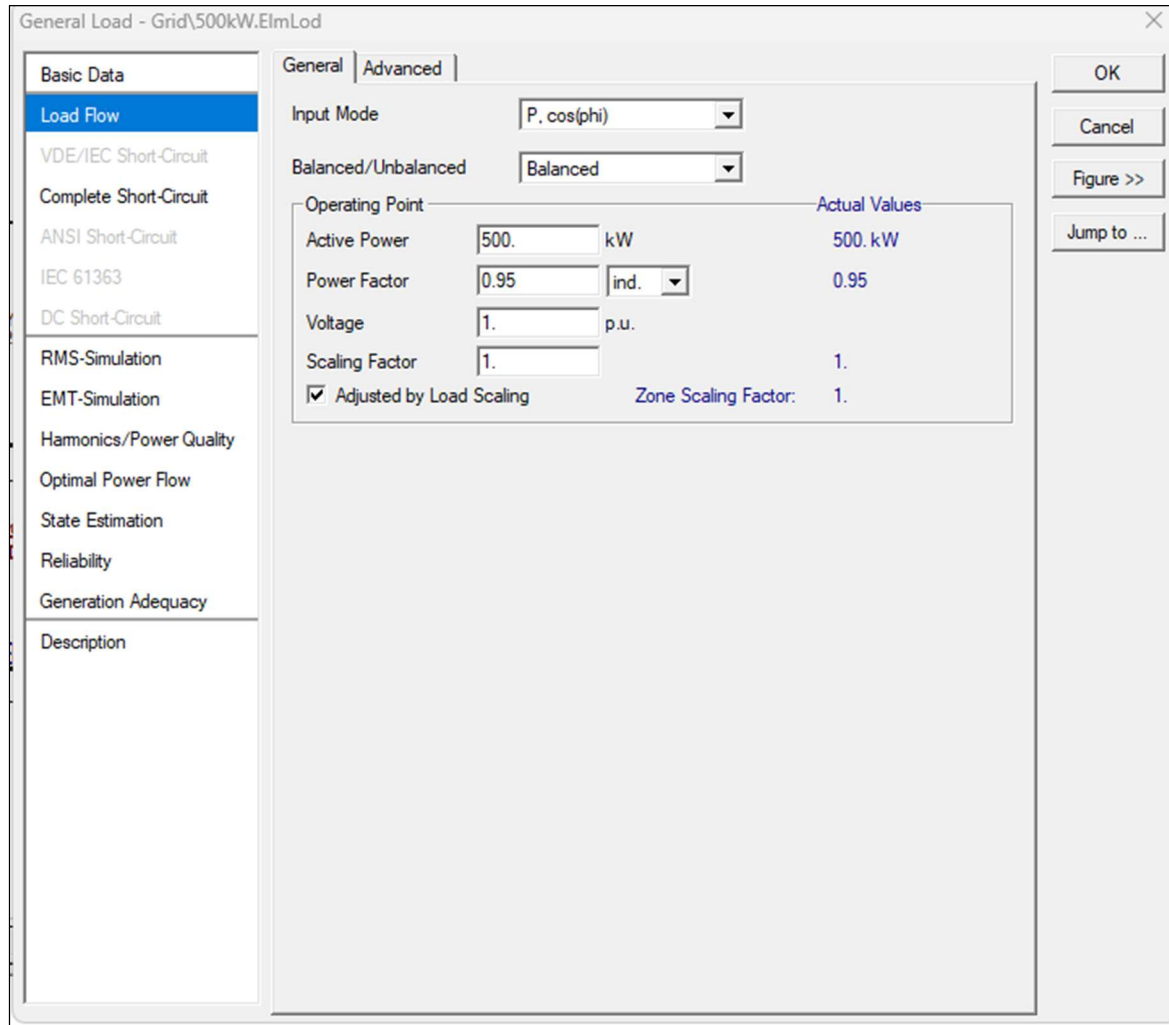 General Load - Grid\500kW.ElmLod
Basic Data
Load Flow
VDE/IEC Short-Circuit
Complete Short-Circuit
ANSI Short-Circuit
IEC 61363
DC Short-Circuit
RMS-Simulation
EMT-Simulation
Harmonics/Power Quality
Optimal Power Flow
State Estimation
Reliability
Generation Adequacy
Description
General Advanced
Input Mode P, cos(phi)
Balanced/Unbalanced Balanced
Operating Point Actual Values
Active Power 500. kW 500. kW
Power Factor 0.95 ind. 0.95
Voltage 1. p.u.
Scaling Factor 1. 1.
Adjusted by Load Scaling Zone Scaling Factor: 1.
OK
Cancel
Figure >>
Jump to ...